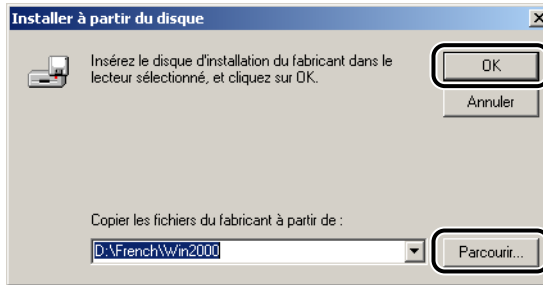 Installer à partir du disque
Insérez le disque d'installation du fabricant dans le
lecteur sélectionné, et cliquez sur OK.
OK
Annuler
Copier les fichiers du fabricant à partir de :
D:\French\Win2000
Parcourir...